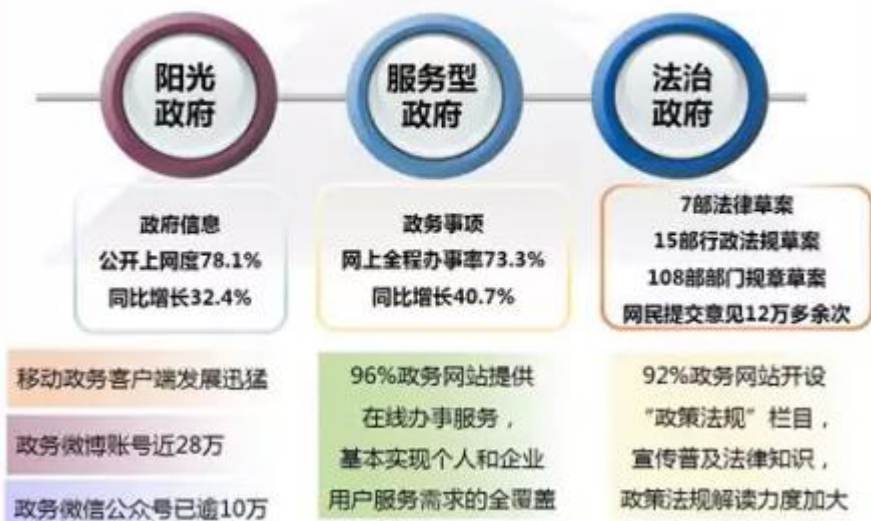 阳光
政府
服务型
政府
法治
政府
政府信息
公开上网度78.1%
同比增长32.4%
政务事项
网上全程办事率73.3%
同比增长40.7%
7部法律草案
15部行政法规草案
108部部门规章草案
网民提交意见12万多余次
移动政务客户端发展迅猛
政务微博账号近28万
政务微信公众号已逾10万
96%政务网站提供
在线办事服务，
基本实现个人和企业
用户服务需求的全覆盖
92%政务网站开设
“政策法规”栏目，
宣传普及法律知识，
政策法规解读力度加大